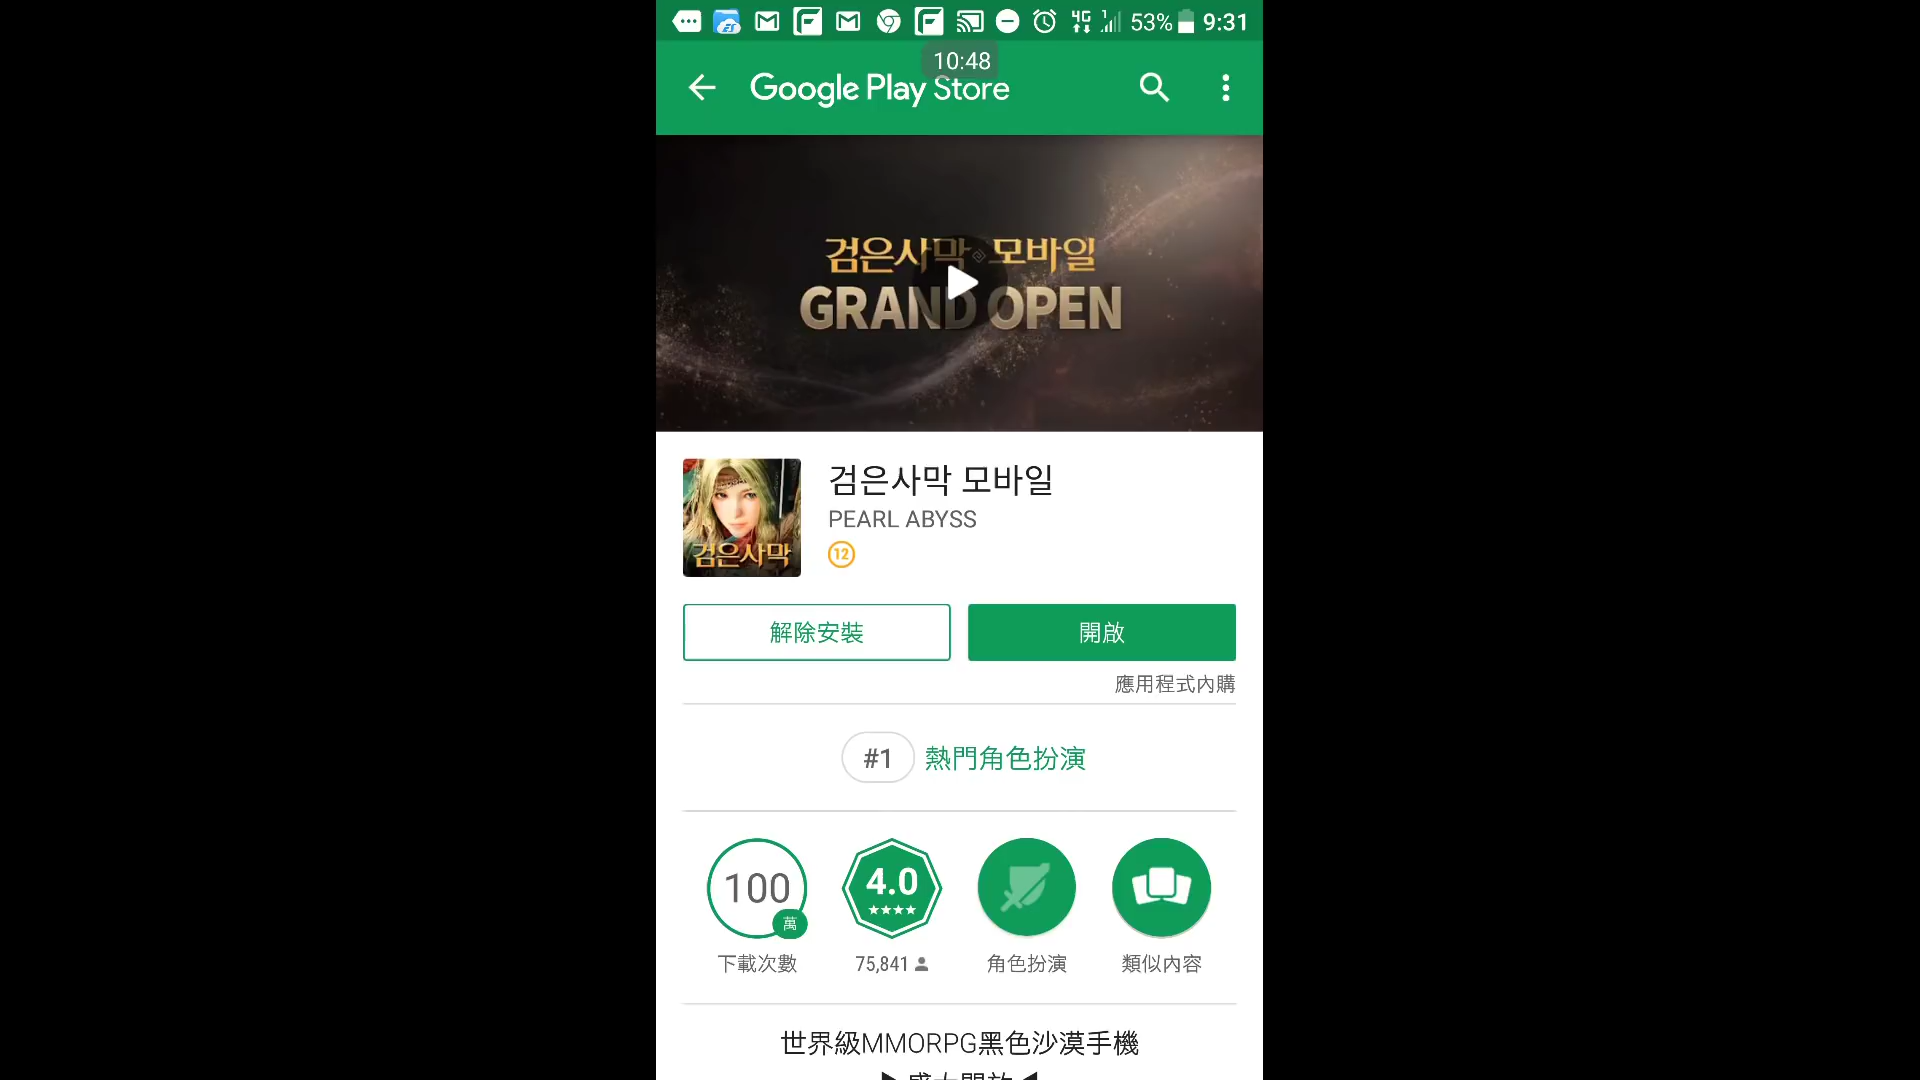 53% 9:31
10:48
Google Play Store
검은사막 모바일
GRAND OPEN
검은사막 모바일
PEARL ABYSS
12
검은사막
解除安裝
開啟
應用程式內購
#1 熱門角色扮演
100
萬
4.0
下載次數
75,841
角色扮演
類似內容
世界級MMORPG黑色沙漠手機